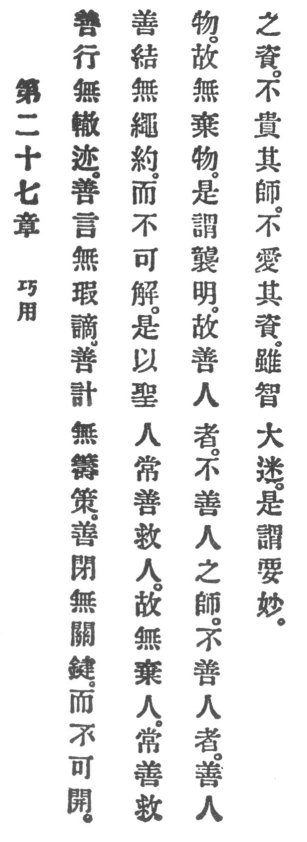 第二十七章 巧用
善行無轍迹。善言無瑕謫。善計無籌策。善閉無關鍵。而不可開。
善結無繩約。而不可解。是以聖人常善救人。故無棄人。常善救
物。故無棄物。是謂襲明。故善人者。不善人之師。不善人者。善人
之資。不貴其師。不愛其資。雖智大迷。是謂要妙。